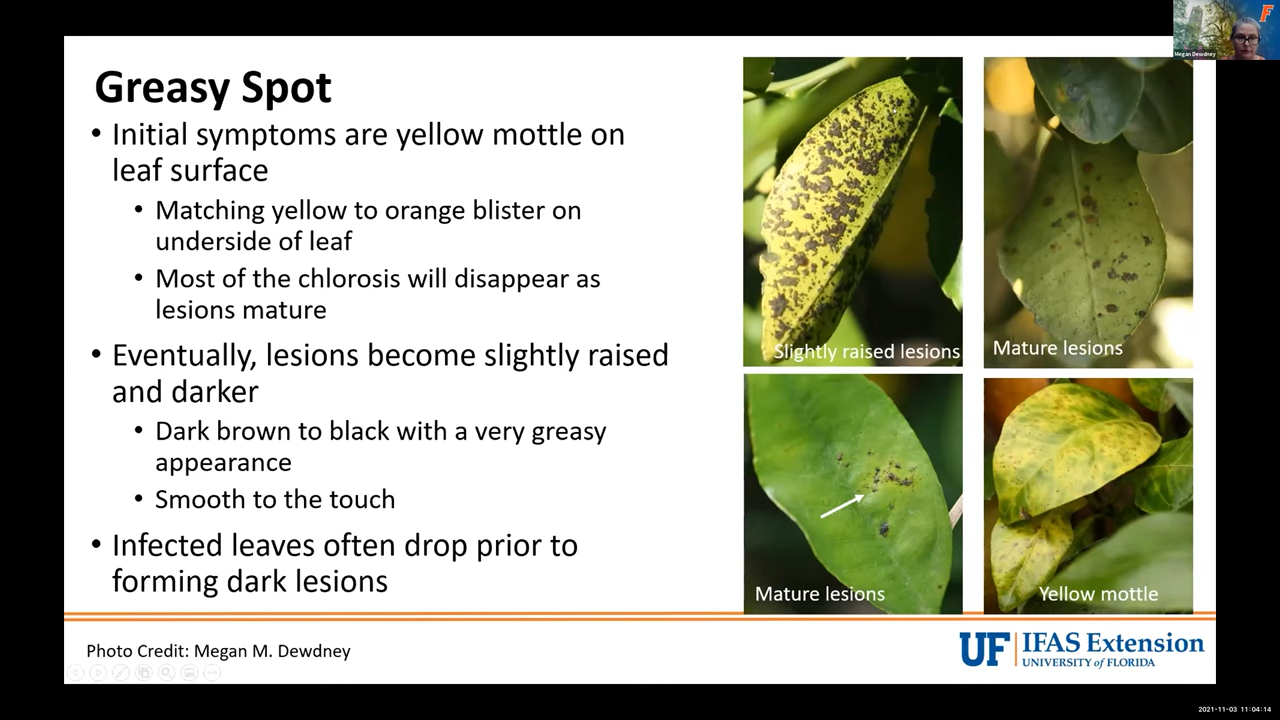 Greasy Spot
• Initial symptoms are yellow mottle on
leaf surface
• Matching yellow to orange blister on
underside of leaf
• Most of the chlorosis will disappear as
lesions mature
• Eventually, lesions become slightly raised
and darker
• Dark brown to black with a very greasy
appearance
• Smooth to the touch
• Infected leaves often drop prior to
forming dark lesions
Slightly raised lesions
Mature lesions
Mature lesions
Yellow mottle
Photo Credit: Megan M. Dewdney
UF IFAS Extension
UNIVERSITY of FLORIDA
Megan Dewdney
F
2021-11-03 11:04:14